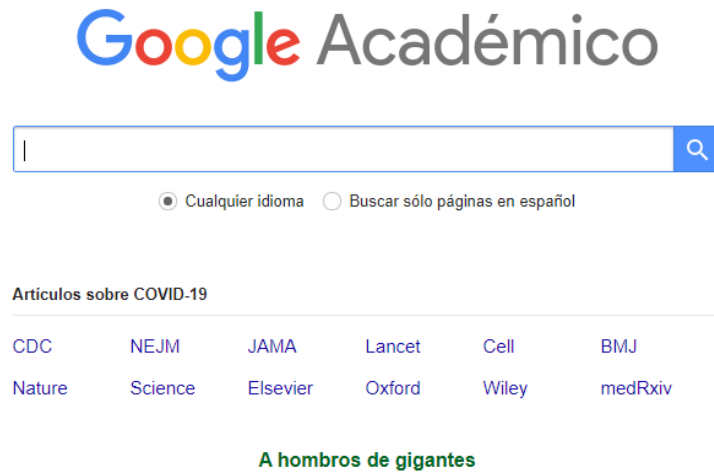 Google Académico
Cualquier idioma Buscar sólo páginas en español
Artículos sobre COVID-19
CDC NEJM JAMA Lancet Cell BMJ
Nature Science Elsevier Oxford Wiley medRxiv
A hombros de gigantes